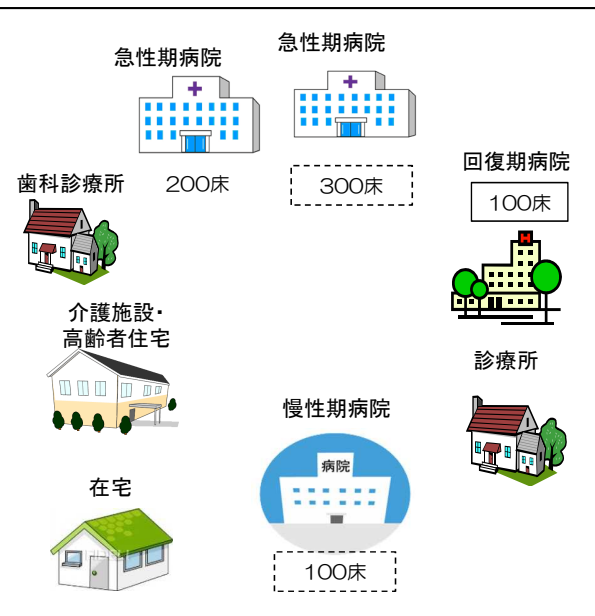 急性期病院
急性期病院
200床
300床
回復期病院
100床
歯科診療所
介護施設・
高齢者住宅
診療所
慢性期病院
病院
100床
在宅